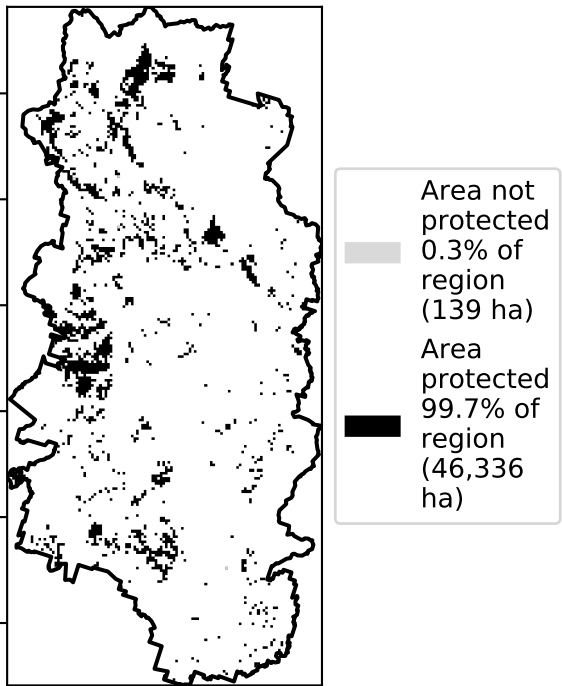 Area not
protected
0.3% of
region
(139 ha)
Area
protected
99.7% of
region
(46,336
ha)